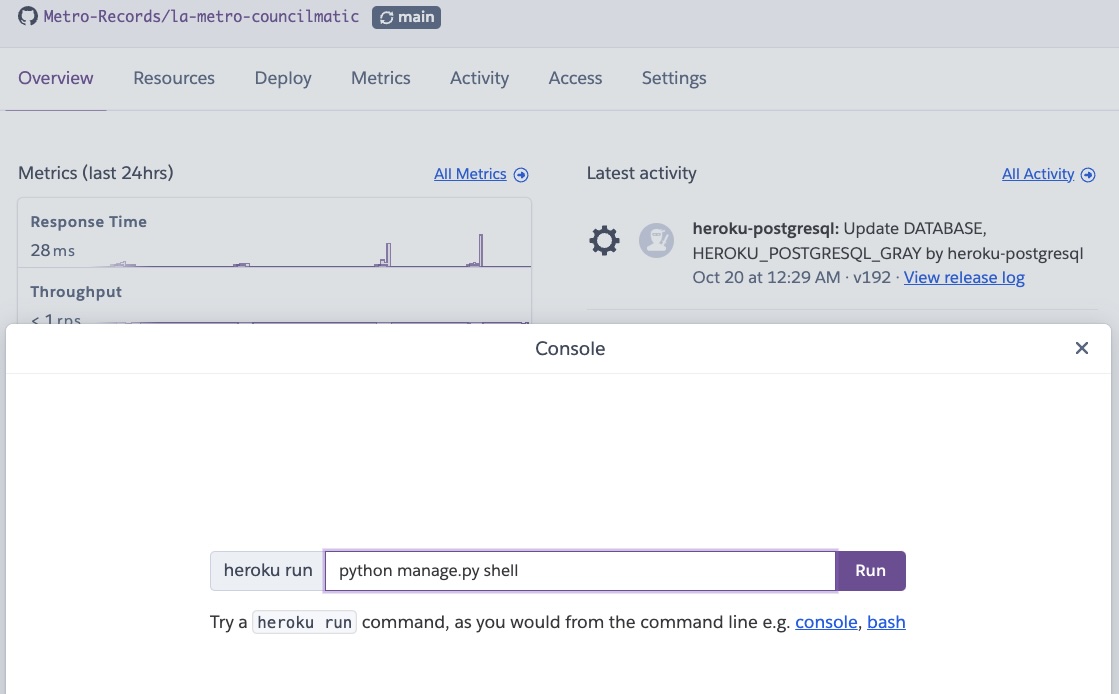 Metro-Records/la-metro-councilmatic main
Overview Resources Deploy Metrics Activity Access Settings
Metrics (last 24hrs) All Metrics
Response Time
28 ms
Throughput
< 1 rps
Latest activity All Activity
heroku-postgresql: Update DATABASE,
HEROKU_POSTGRESQL_GRAY by heroku-postgresql
Oct 20 at 12:29 AM · v192 · View release log
Console
heroku run python manage.py shell Run
Try a heroku run command, as you would from the command line e.g. console, bash